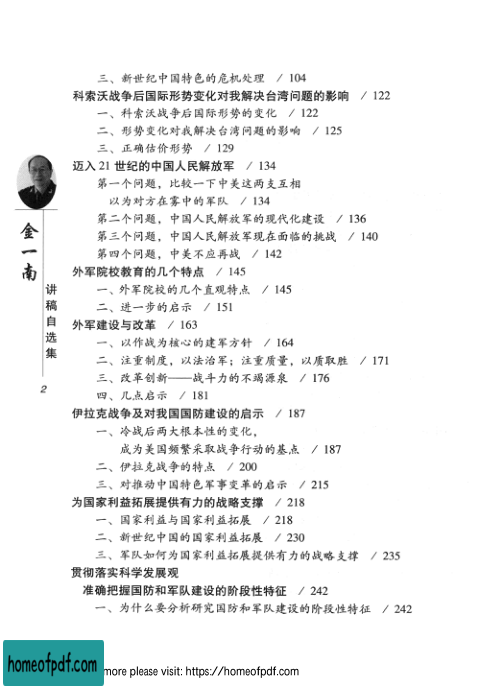 三、新世纪中国特色的危机处理 / 104
科索沃战争后国际形势变化对我解决台湾问题的影响 / 122
一、科索沃战争后国际形势的变化 / 122
二、形势变化对我解决台湾问题的影响 / 125
三、正确估价形势 / 129
迈入 21 世纪的中国人民解放军 / 134
第一个问题，比较一下中美这两支互相
以为对方在雾中的军队 / 134
第二个问题，中国人民解放军的现代化建设 / 136
第三个问题，中国人民解放军现在面临的挑战 / 140
第四个问题，中美不应再战 / 142
外军院校教育的几个特点 / 145
一、外军院校的几个直观特点 / 145
二、进一步的启示 / 151
外军建设与改革 / 163
一、以作战为核心的建军方针 / 164
二、注重制度，以法治军；注重质量，以质取胜 / 171
三、改革创新——战斗力的不竭源泉 / 176
四、几点启示 / 181
伊拉克战争及对我国国防建设的启示 / 187
一、冷战后两大根本性的变化，
成为美国频繁采取战争行动的基点 / 187
二、伊拉克战争的特点 / 200
三、对推动中国特色军事变革的启示 / 215
为国家利益拓展提供有力的战略支撑 / 218
一、国家利益与国家利益拓展 / 218
二、新世纪中国的国家利益拓展 / 230
三、军队如何为国家利益拓展提供有力的战略支撑 / 235
贯彻落实科学发展观
准确把握国防和军队建设的阶段性特征 / 242
一、为什么要分析研究国防和军队建设的阶段性特征 / 242
金一南
讲稿自选集
2
homeofpdf.com
more please visit: https://homeofpdf.com